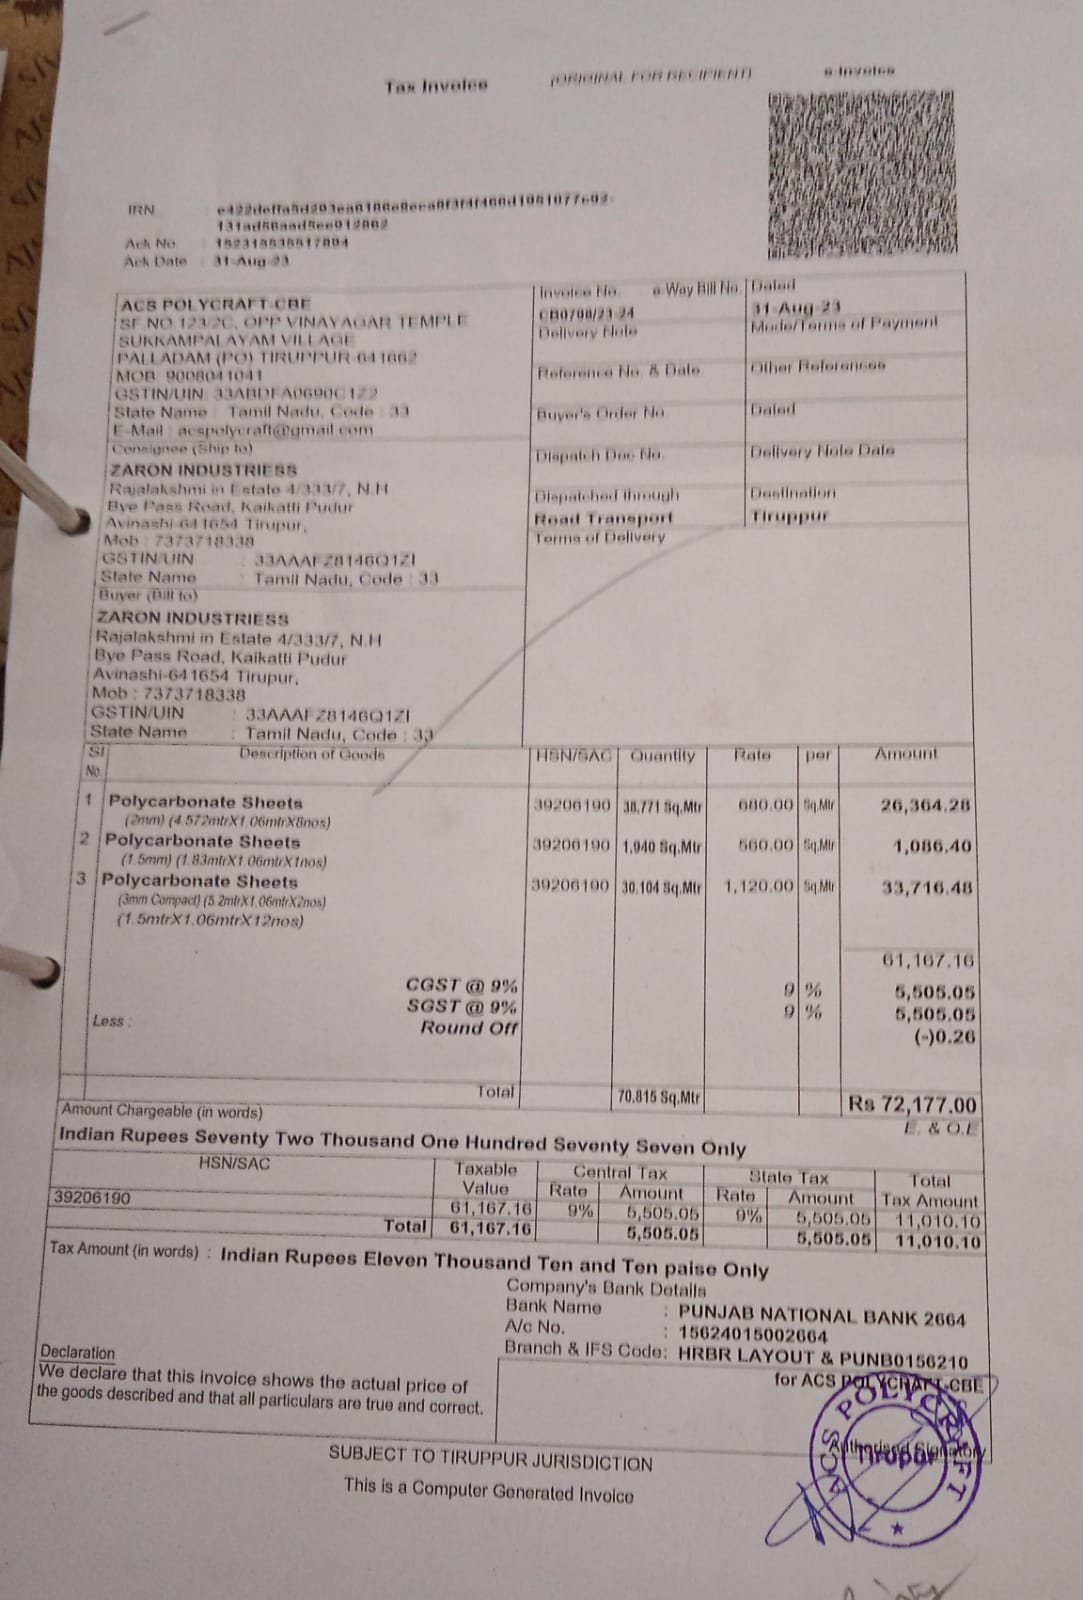 Tax Invoice (ORIGINAL FOR RECIPIENT) e-Invoice
IRN :
Ack No :
Ack Date : 31-Aug-23
ACS POLYCRAFT-CBE
SF NO.123/2C, OPP VINAYAGAR TEMPLE
SUKKAMPALAYAM VILLAGE
PALLADAM (PO) TIRUPPUR-641662
MOB: 9008041041
GSTIN/UIN: 33ABDFA0690C1Z2
State Name : Tamil Nadu, Code : 33
E-Mail : acspolycraft@gmail.com
Invoice No. e-Way Bill No. Dated
CB0798/23-24 31-Aug-23
Delivery Note Mode/Terms of Payment
Reference No. & Date. Other References
Buyer's Order No. Dated
Dispatch Doc No. Delivery Note Date
Dispatched through Destination
Road Transport Tiruppur
Terms of Delivery
Consignee (Ship to)
ZARON INDUSTRIESS
Rajalakshmi in Estate 4/333/7, N.H
Bye Pass Road, Kaikatti Pudur
Avinashi-641654 Tirupur,
Mob : 7373718338
GSTIN/UIN : 33AAAFZ8146Q1ZI
State Name : Tamil Nadu, Code : 33
Buyer (Bill to)
ZARON INDUSTRIESS
Rajalakshmi in Estate 4/333/7, N.H
Bye Pass Road, Kaikatti Pudur
Avinashi-641654 Tirupur,
Mob : 7373718338
GSTIN/UIN : 33AAAFZ8146Q1ZI
State Name : Tamil Nadu, Code : 33
Sl No. Description of Goods HSN/SAC Quantity Rate per Amount
1 Polycarbonate Sheets 39206190 38.771 Sq.Mtr 680.00 Sq.Mtr 26,364.28
(2mm) (4.572mtrX1.06mtrX8nos)
2 Polycarbonate Sheets 39206190 1.940 Sq.Mtr 560.00 Sq.Mtr 1,086.40
(1.5mm) (1.83mtrX1.06mtrX1nos)
3 Polycarbonate Sheets 39206190 30.104 Sq.Mtr 1,120.00 Sq.Mtr 33,716.48
(3mm Compact) (5.2mtrX1.06mtrX2nos)
(1.5mtrX1.06mtrX12nos)
61,167.16
CGST @ 9% 9 % 5,505.05
SGST @ 9% 9 % 5,505.05
Less : Round Off (-)0.26
Total 70.815 Sq.Mtr Rs 72,177.00
Amount Chargeable (in words) E. & O.E
Indian Rupees Seventy Two Thousand One Hundred Seventy Seven Only
HSN/SAC Taxable Value Central Tax State Tax Total Tax Amount
Rate Amount Rate Amount
39206190 61,167.16 9% 5,505.05 9% 5,505.05 11,010.10
Total 61,167.16 5,505.05 5,505.05 11,010.10
Tax Amount (in words) : Indian Rupees Eleven Thousand Ten and Ten paise Only
Company's Bank Details
Bank Name : PUNJAB NATIONAL BANK 2664
A/c No. : 15624015002664
Branch & IFS Code: HRBR LAYOUT & PUNB0156210
Declaration
We declare that this invoice shows the actual price of
the goods described and that all particulars are true and correct.
for ACS POLYCRAFT-CBE
Authorised Signatory
ACS POLYCRAFT
Tirupur
SUBJECT TO TIRUPPUR JURISDICTION
This is a Computer Generated Invoice